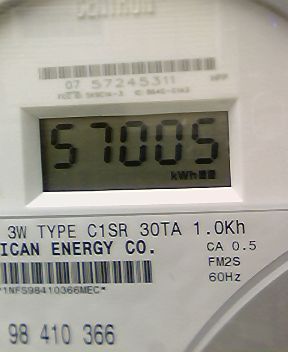 CENTRON
07 57245311
57005
kWh
3W TYPE C1SR 30TA 1.0Kh
ICAN ENERGY CO. CA 0.5
FM2S
*1NFS98410366MEC* 60Hz
98 410 366